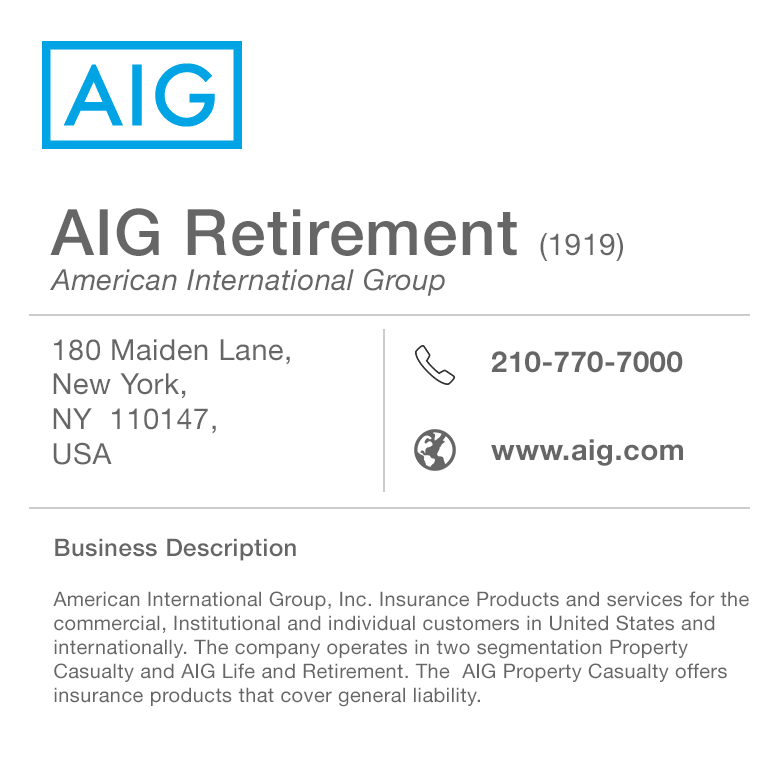 AIG
AIG Retirement (1919)
American International Group
180 Maiden Lane,
New York,
NY  110147,
USA
210-770-7000
www.aig.com
Business Description
American International Group, Inc. Insurance Products and services for the
commercial, Institutional and individual customers in United States and
internationally. The company operates in two segmentation Property
Casualty and AIG Life and Retirement. The  AIG Property Casualty offers
insurance products that cover general liability.